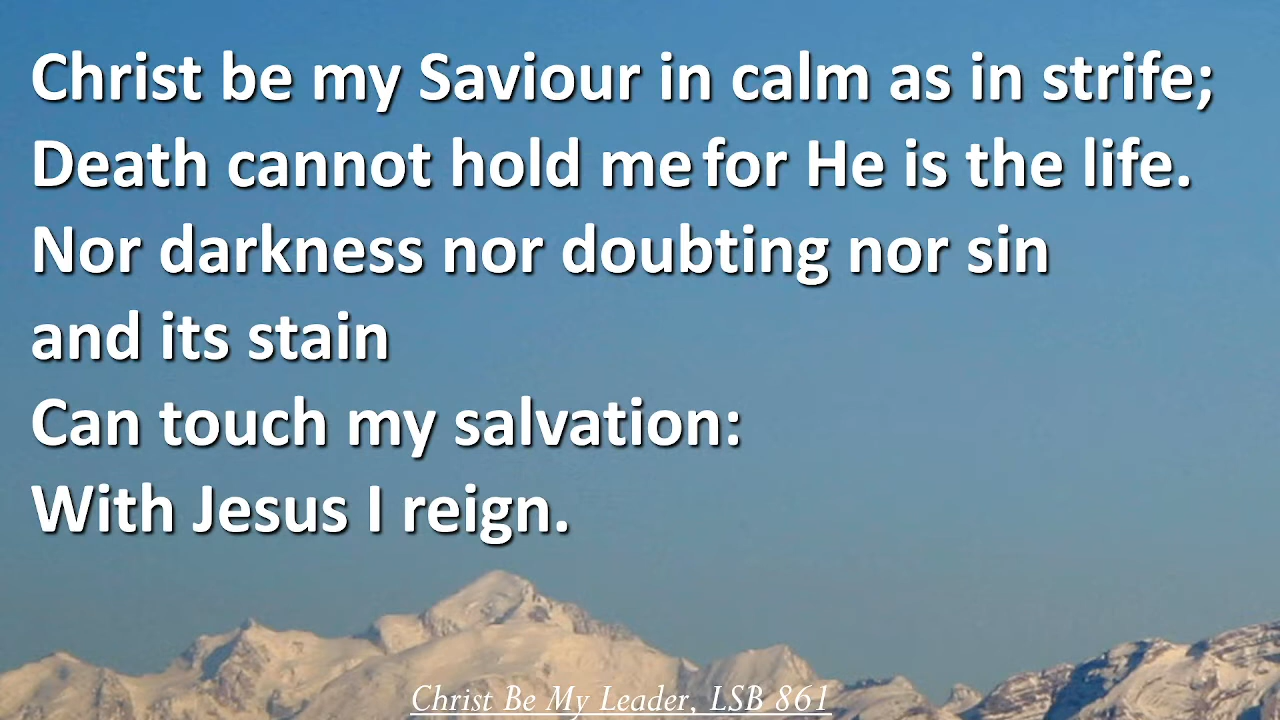 Christ be my Saviour in calm as in strife;
Death cannot hold me for He is the life.
Nor darkness nor doubting nor sin
and its stain
Can touch my salvation:
With Jesus I reign.
Christ Be My Leader, LSB 861